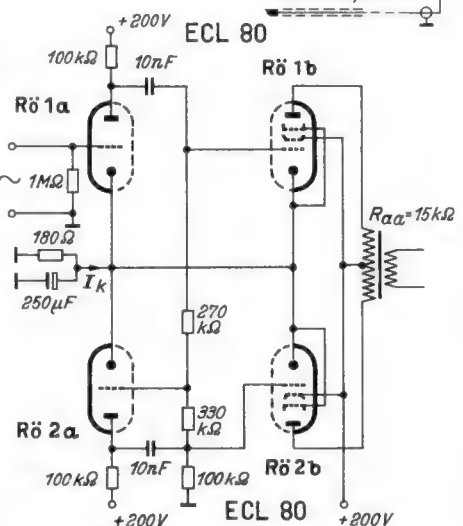 +200V
ECL 80
100kΩ
10nF
Rö 1a
Rö 1b
1MΩ
~
Raa=15kΩ
180Ω
250µF
Ik
270
kΩ
330
kΩ
Rö 2a
10nF
100kΩ
100kΩ
Rö 2b
+200V
ECL 80
+200V